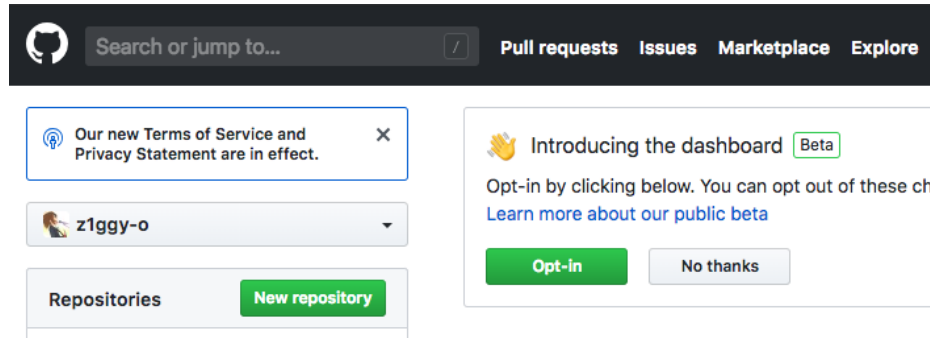 Search or jump to... / Pull requests Issues Marketplace Explore
Our new Terms of Service and
Privacy Statement are in effect.
z1ggy-o
Repositories New repository
Introducing the dashboard Beta
Opt-in by clicking below. You can opt out of these ch
Learn more about our public beta
Opt-in No thanks